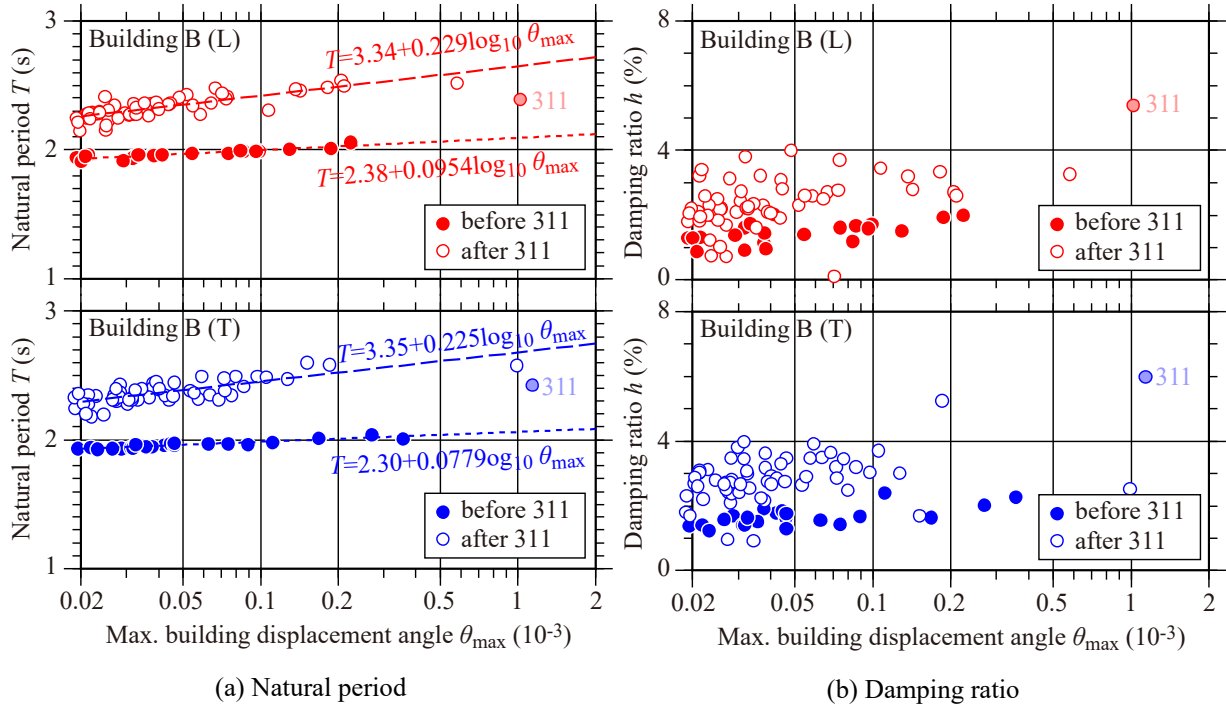 3
2
1
Natural period T (s)
Building B (L)
T=3.34+0.229log10 θmax
311
T=2.38+0.0954log10 θmax
before 311
after 311
3
2
1
Natural period T (s)
Building B (T)
T=3.35+0.225log10 θmax
311
T=2.30+0.0779log10 θmax
before 311
after 311
0.02 0.05 0.1 0.2 0.5 1 2
Max. building displacement angle θmax (10-3)
(a) Natural period
8
4
0
Damping ratio h (%)
Building B (L)
311
before 311
after 311
8
4
0
Damping ratio h (%)
Building B (T)
311
before 311
after 311
0.02 0.05 0.1 0.2 0.5 1 2
Max. building displacement angle θmax (10-3)
(b) Damping ratio